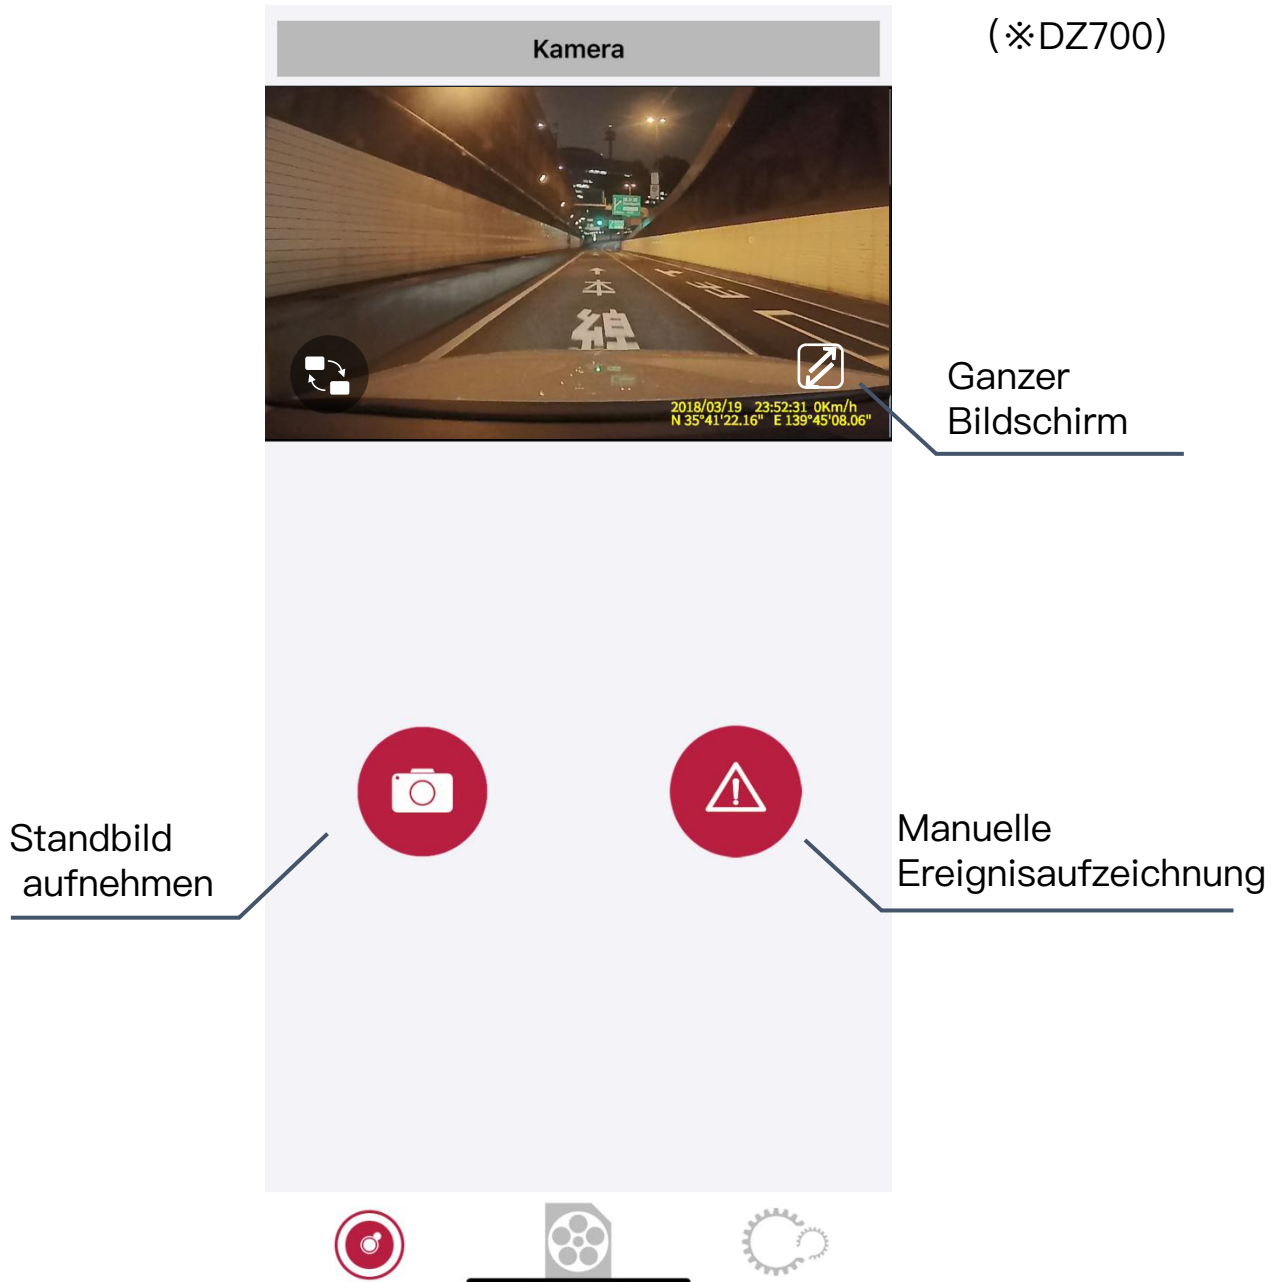 Kamera
(※DZ700)
本
線
2018/03/19 23:52:31 0Km/h
N 35°41'22.16" E 139°45'08.06"
Ganzer
Bildschirm
Standbild
aufnehmen
Manuelle
Ereignisaufzeichnung